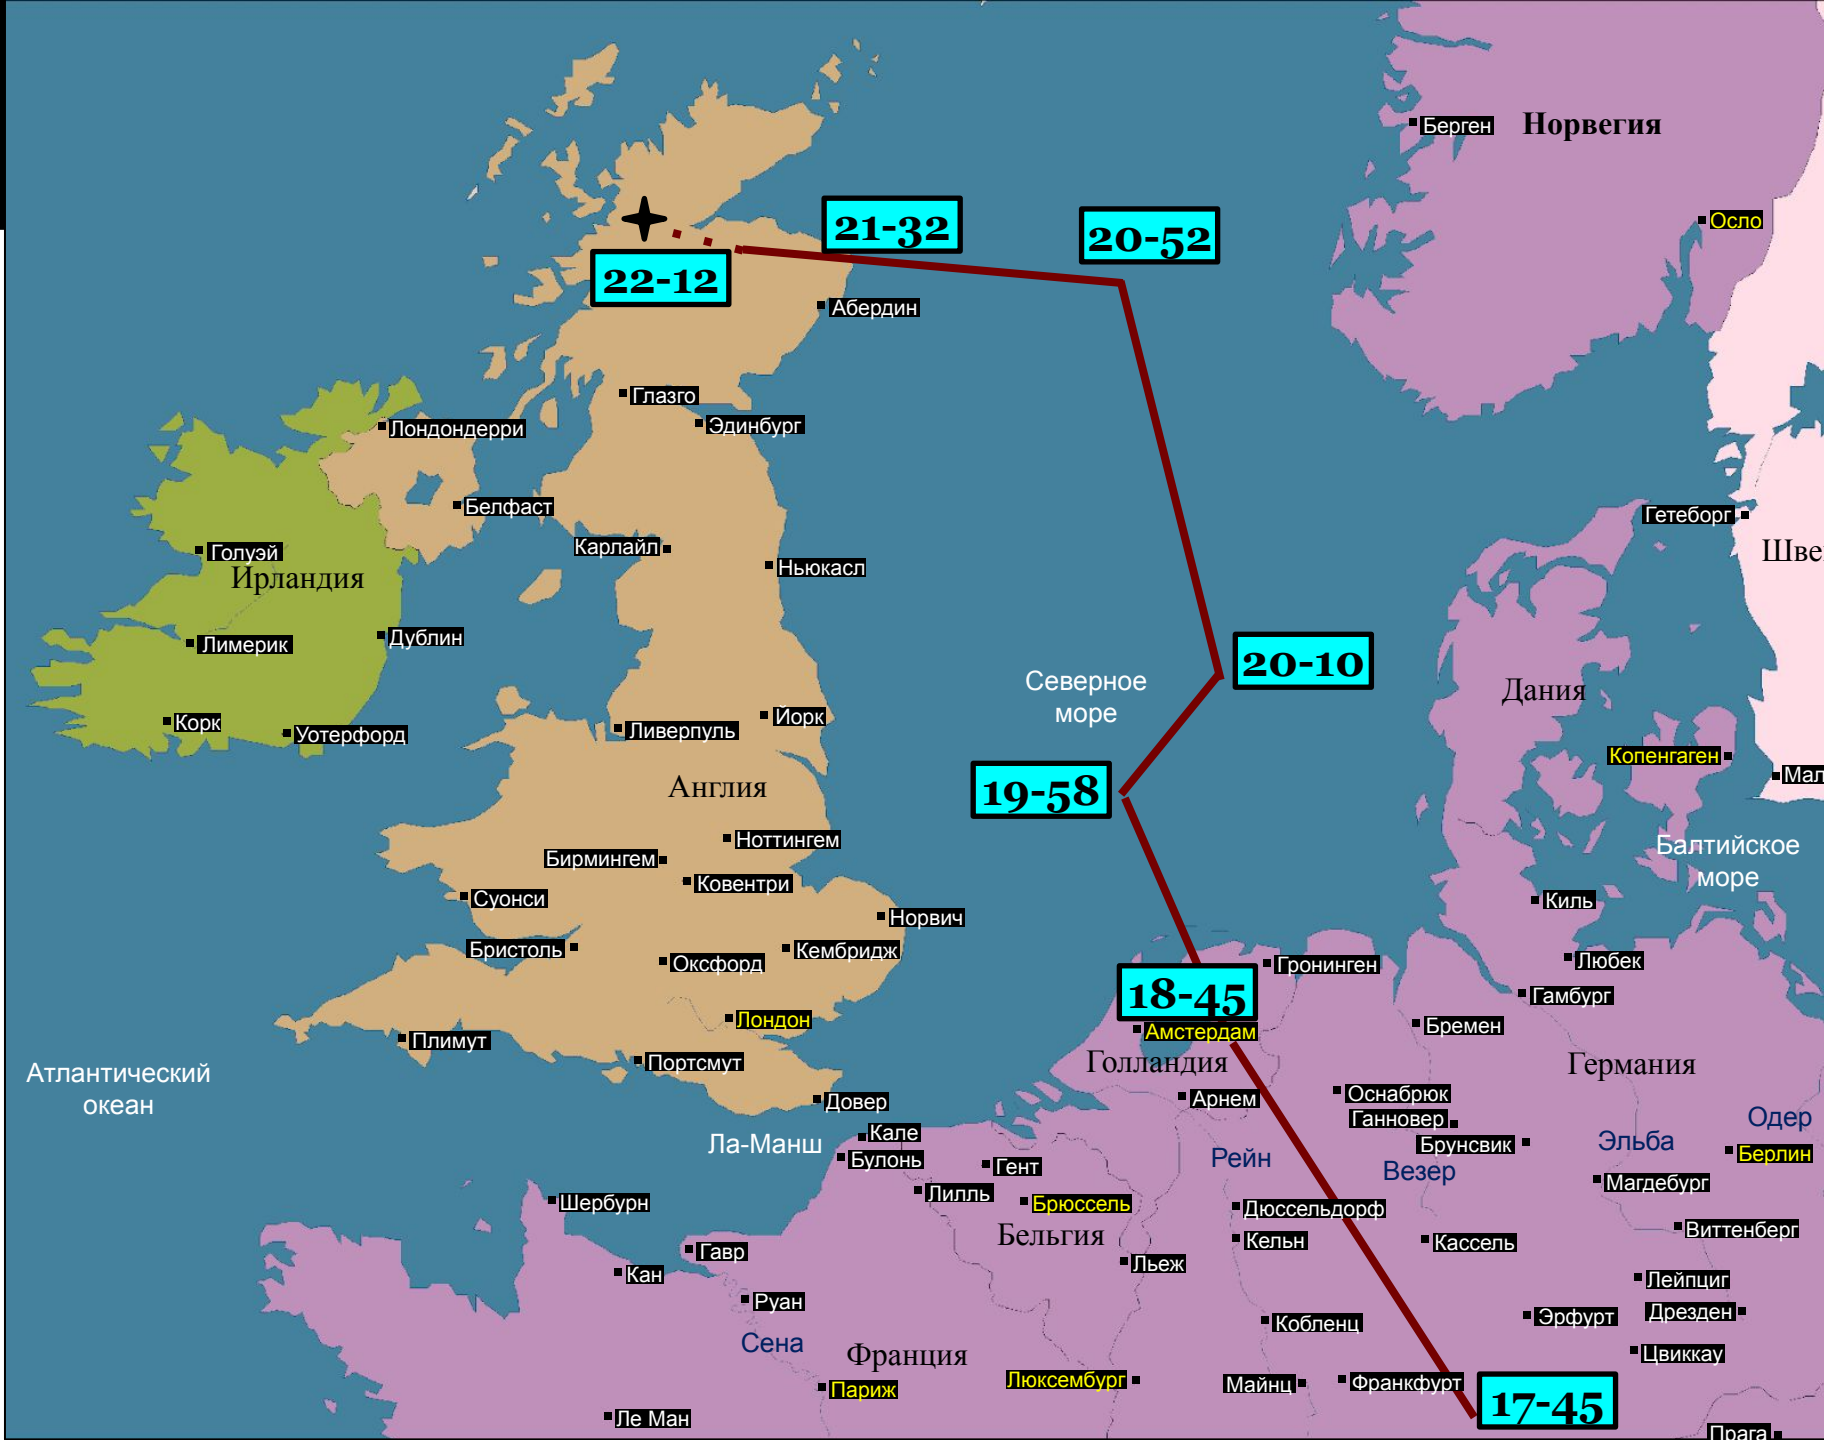 Берген
Норвегия
21-32
20-52
Осло
22-12
Абердин
Глазго
Эдинбург
Лондондерри
Белфаст
Гетеборг
Голуэй
Ирландия
Карлайл
Ньюкасл
Шве
Лимерик
Дублин
20-10
Северное
море
Дания
Корк
Уотерфорд
Ливерпуль
Йорк
Копенгаген
Мал
Англия
19-58
Ноттингем
Бирмингем
Ковентри
Балтийское
море
Суонси
Норвич
Киль
Бристоль
Оксфорд
Кембридж
Гронинген
Любек
18-45
Гамбург
Лондон
Амстердам
Бремен
Плимут
Портсмут
Голландия
Германия
Атлантический
океан
Довер
Арнем
Оснабрюк
Ганновер
Одер
Ла-Манш
Кале
Булонь
Гент
Рейн
Везер
Брунсвик
Эльба
Берлин
Лилль
Брюссель
Магдебург
Шербурн
Дюссельдорф
Виттенберг
Бельгия
Гавр
Кельн
Кассель
Кан
Льеж
Лейпциг
Руан
Кобленц
Эрфурт
Дрезден
Сена
Франция
Цвиккау
Париж
Люксембург
Майнц
Франкфурт
17-45
Ле Ман
Прага